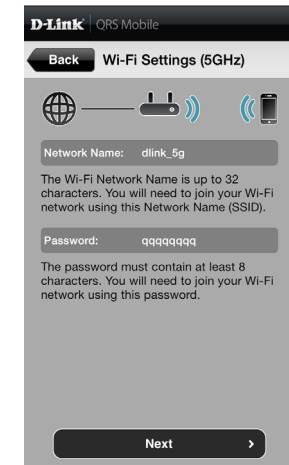 D-Link QRS Mobile
Back Wi-Fi Settings (5GHz)
Network Name: dlink_5g
The Wi-Fi Network Name is up to 32
characters. You will need to join your Wi-Fi
network using this Network Name (SSID).
Password: qqqqqqqq
The password must contain at least 8
characters. You will need to join your Wi-Fi
network using this password.
Next